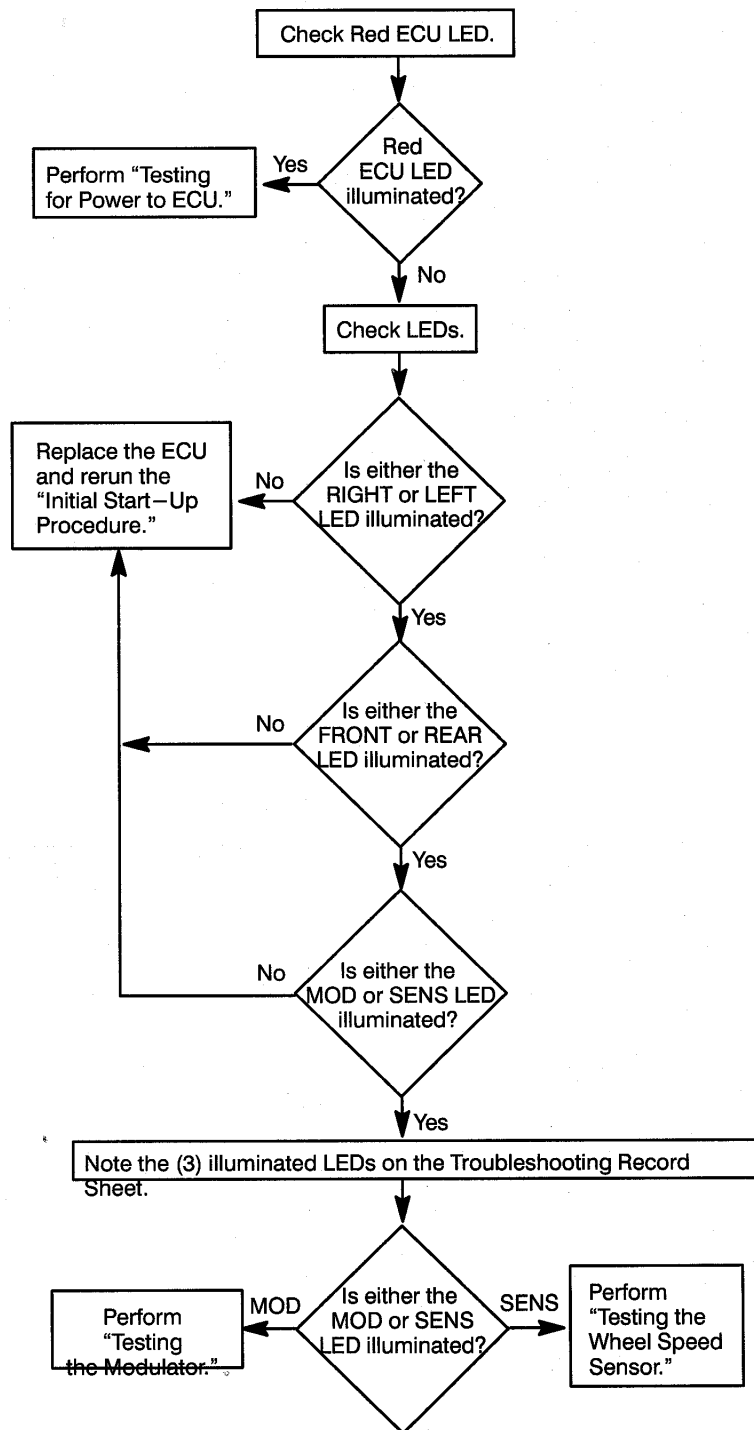 Check Red ECU LED.
Red
ECU LED
illuminated?
Yes
Perform “Testing
for Power to ECU.”
No
Check LEDs.
Is either the
RIGHT or LEFT
LED illuminated?
No
Replace the ECU
and rerun the
“Initial Start–Up
Procedure.”
Yes
Is either the
FRONT or REAR
LED illuminated?
No
Yes
Is either the
MOD or SENS LED
illuminated?
No
Yes
Note the (3) illuminated LEDs on the Troubleshooting Record
Sheet.
Is either the
MOD or SENS
LED illuminated?
MOD
Perform
“Testing
the Modulator.”
SENS
Perform
“Testing the
Wheel Speed
Sensor.”